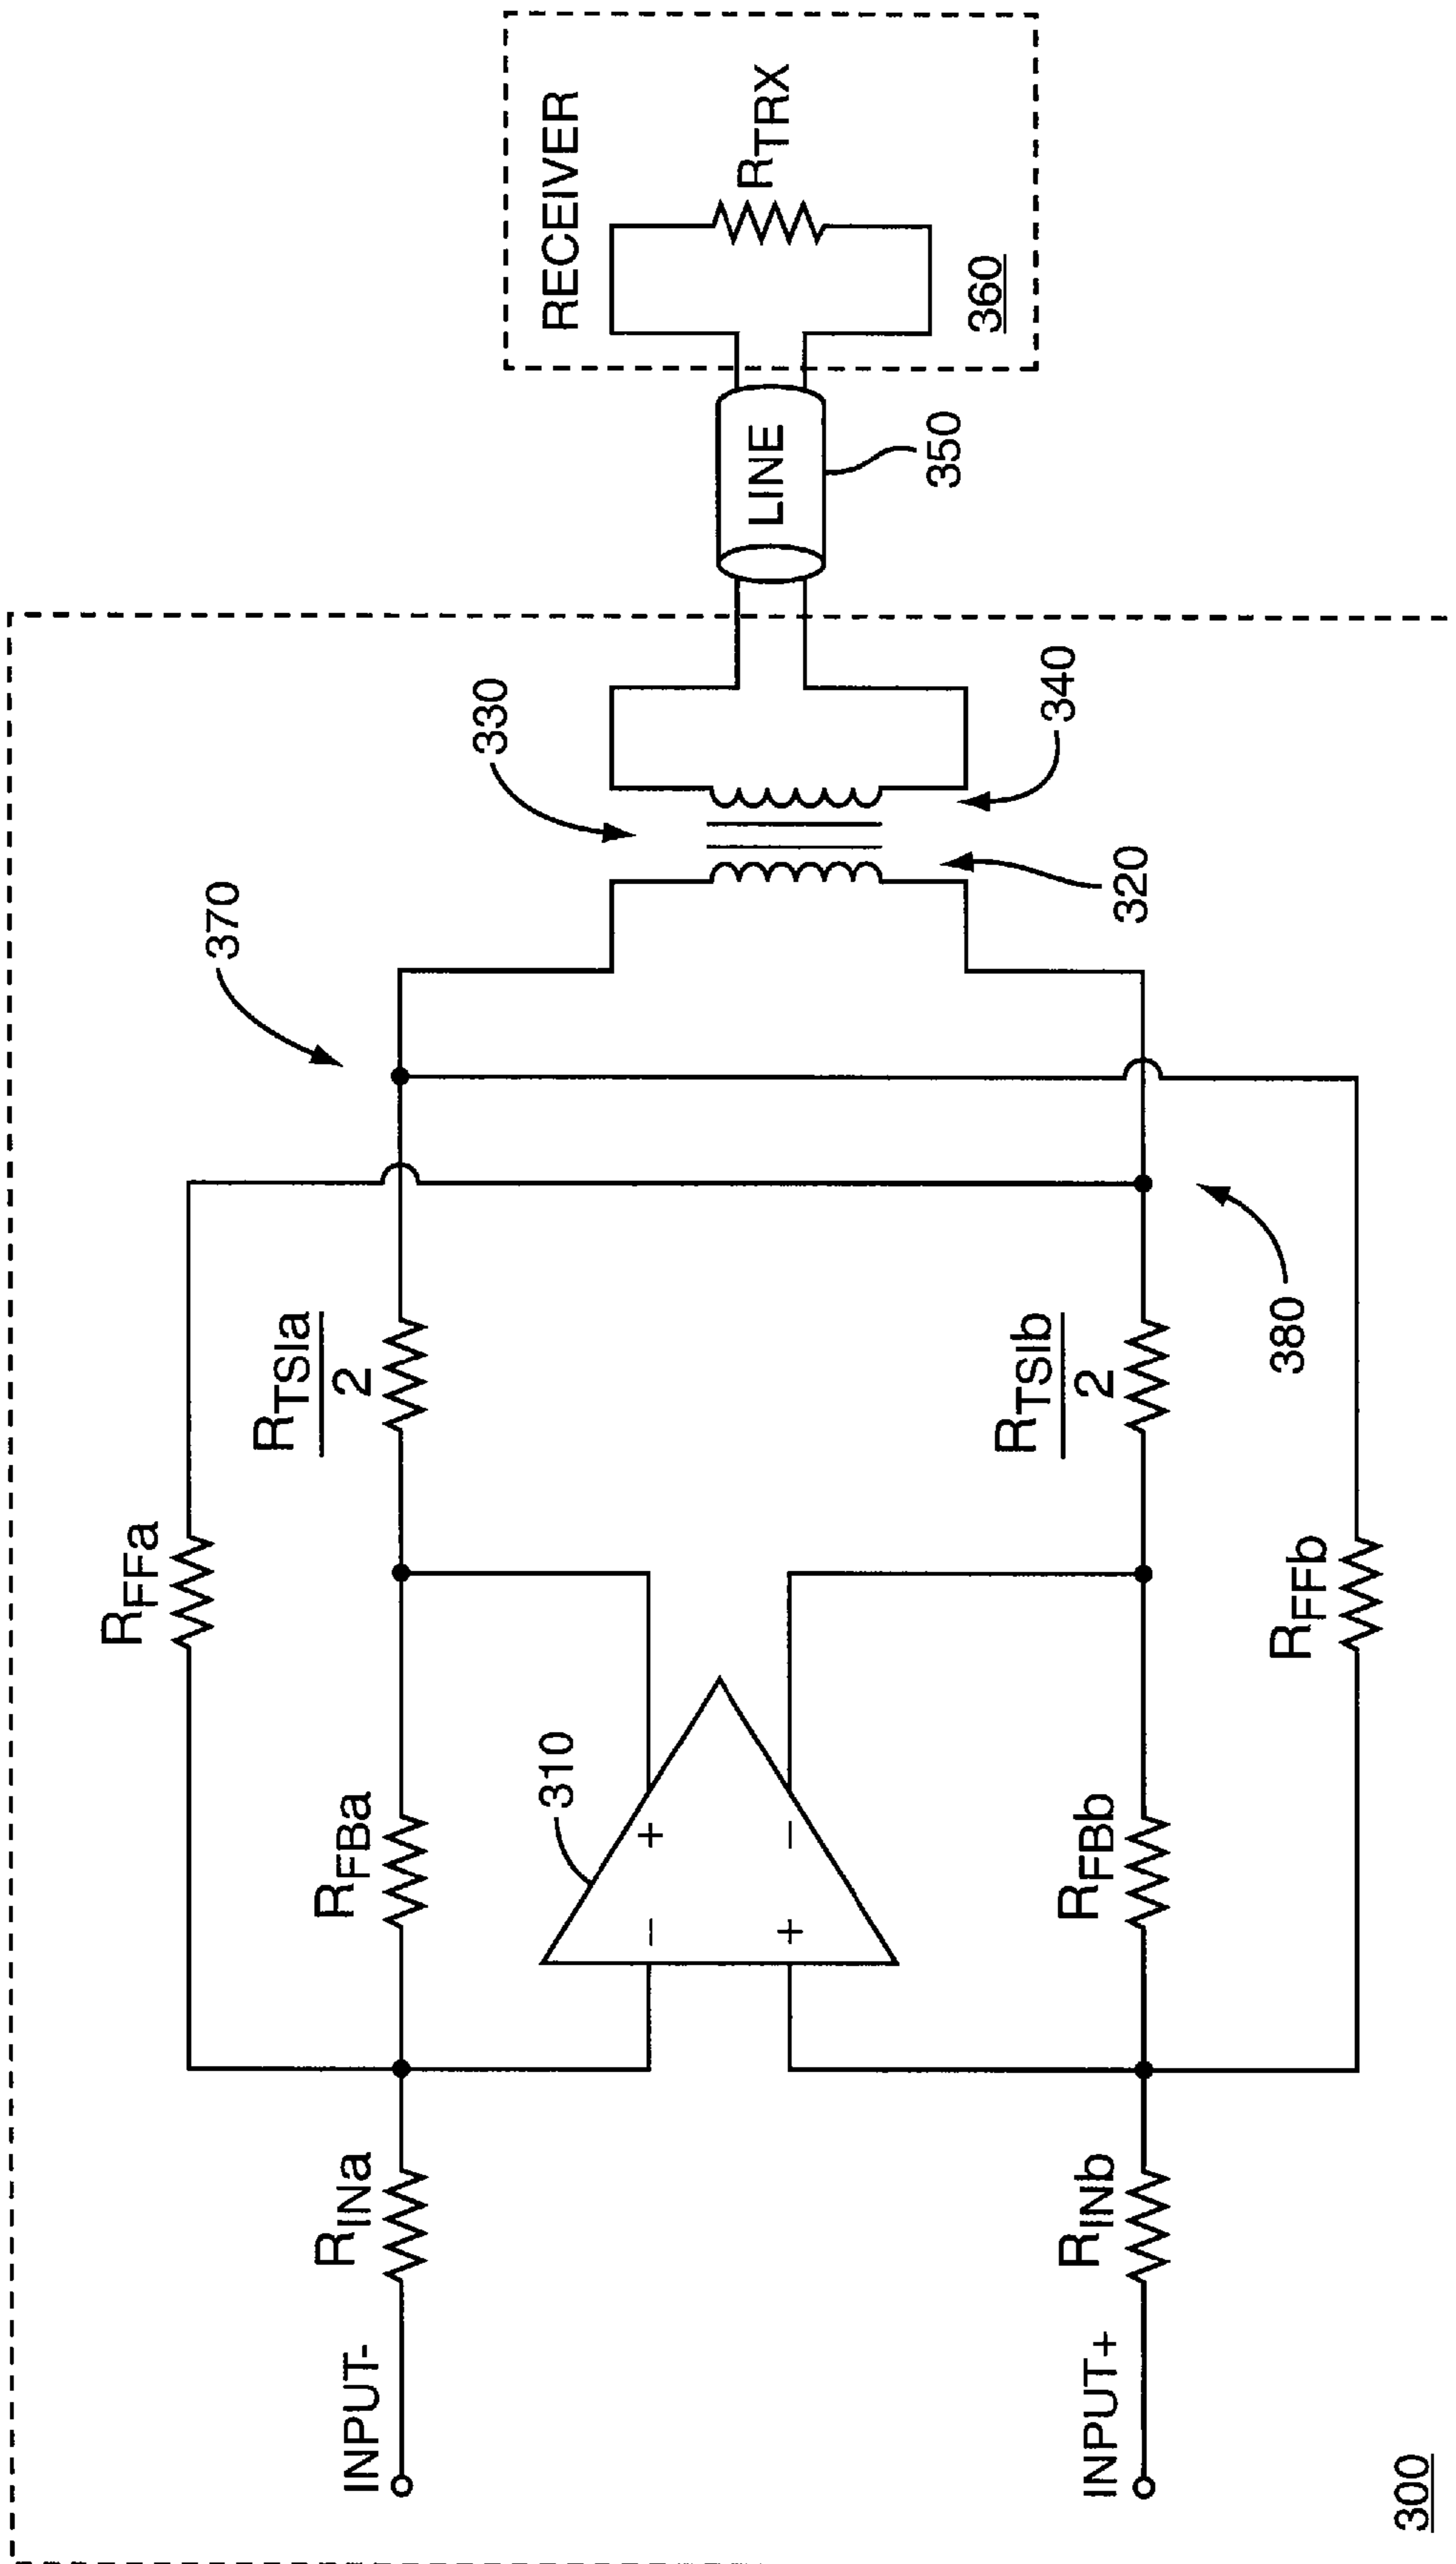 RECEIVER
RTRX
360
LINE
350
330
340
320
370
380
RTSIa
2
RTSIb
2
RFFa
RFFb
310
RFBa
RFBb
+
−
−
+
RINa
RINb
INPUT-
INPUT+
300